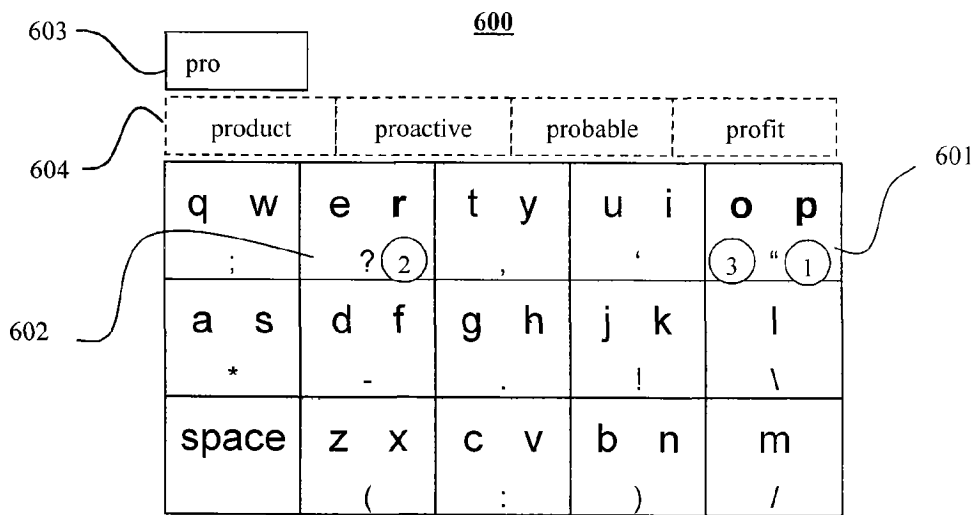 600
603
pro
product proactive probable profit
604
601
q w e r t y u i o p
; ? 2 , ‘ 3 “ 1
602
a s d f g h j k l
* - . ! \
space z x c v b n m
( : ) /